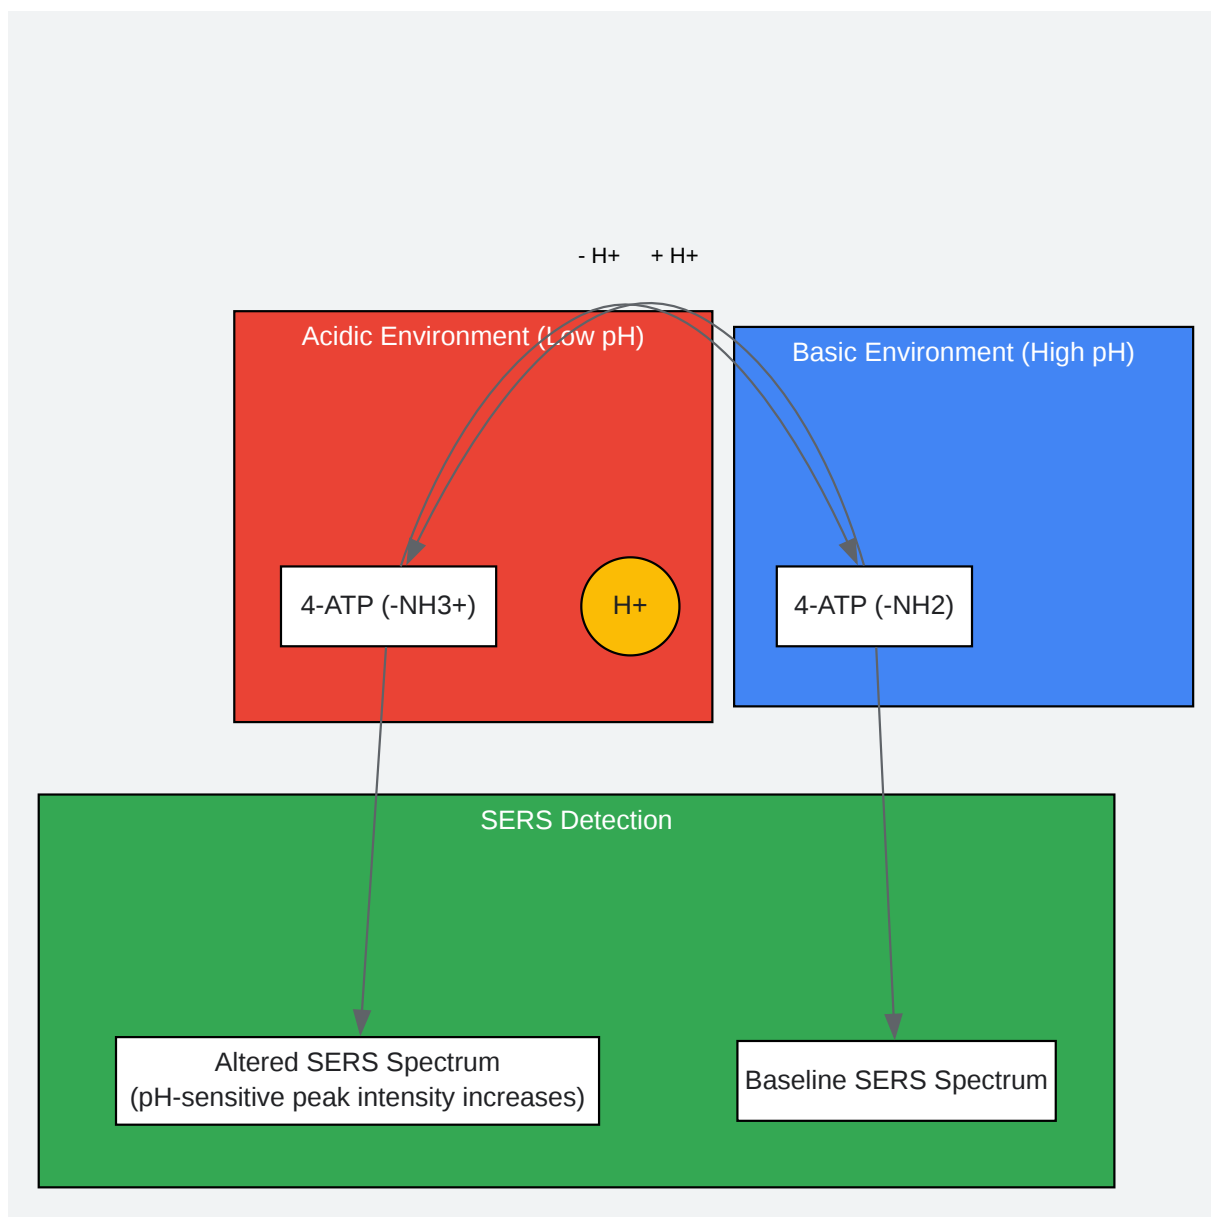 - H+
+ H+
Acidic Environment (Low pH)
Basic Environment (High pH)
4-ATP (-NH3+)
H+
4-ATP (-NH2)
SERS Detection
Altered SERS Spectrum
(pH-sensitive peak intensity increases)
Baseline SERS Spectrum